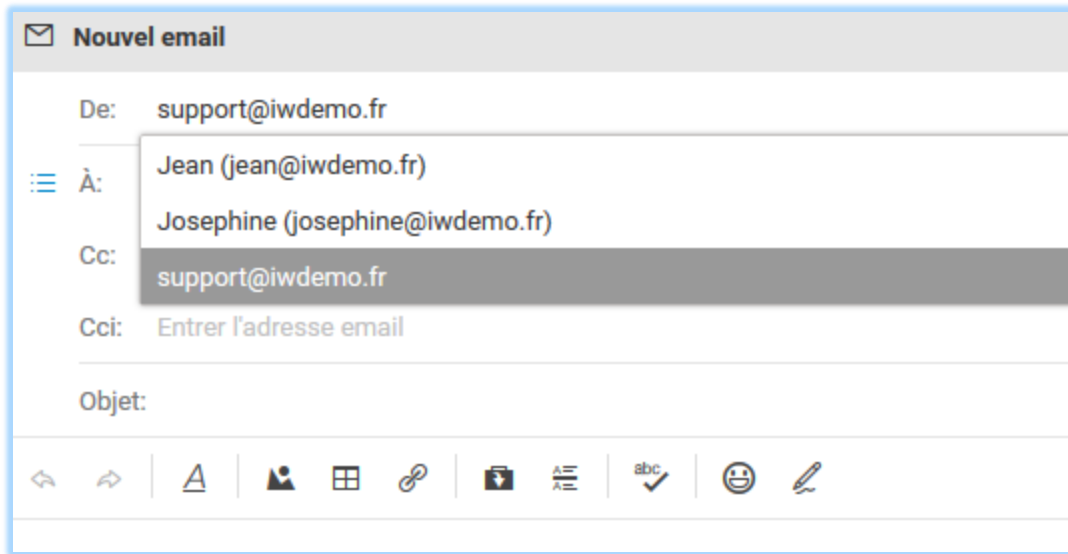 Nouvel email
De: support@iwdemo.fr
Jean (jean@iwdemo.fr)
À:
Josephine (josephine@iwdemo.fr)
Cc:
support@iwdemo.fr
Cci: Entrer l'adresse email
Objet:
A abc